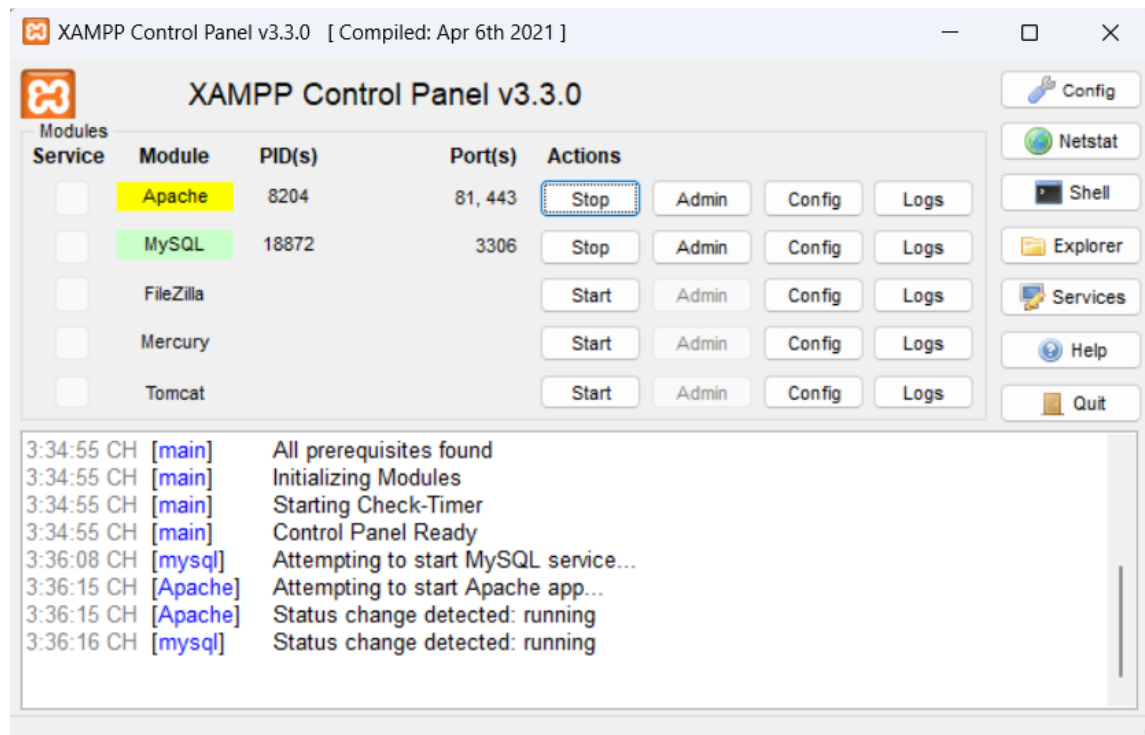 XAMPP Control Panel v3.3.0 [ Compiled: Apr 6th 2021 ]
XAMPP Control Panel v3.3.0
Config
Modules
Service Module PID(s) Port(s) Actions
Netstat
Apache 8204 81, 443 Stop Admin Config Logs
Shell
MySQL 18872 3306 Stop Admin Config Logs
Explorer
FileZilla Start Admin Config Logs
Services
Mercury Start Admin Config Logs
Help
Tomcat Start Admin Config Logs
Quit
3:34:55 CH [main] All prerequisites found
3:34:55 CH [main] Initializing Modules
3:34:55 CH [main] Starting Check-Timer
3:34:55 CH [main] Control Panel Ready
3:36:08 CH [mysql] Attempting to start MySQL service...
3:36:15 CH [Apache] Attempting to start Apache app...
3:36:15 CH [Apache] Status change detected: running
3:36:16 CH [mysql] Status change detected: running